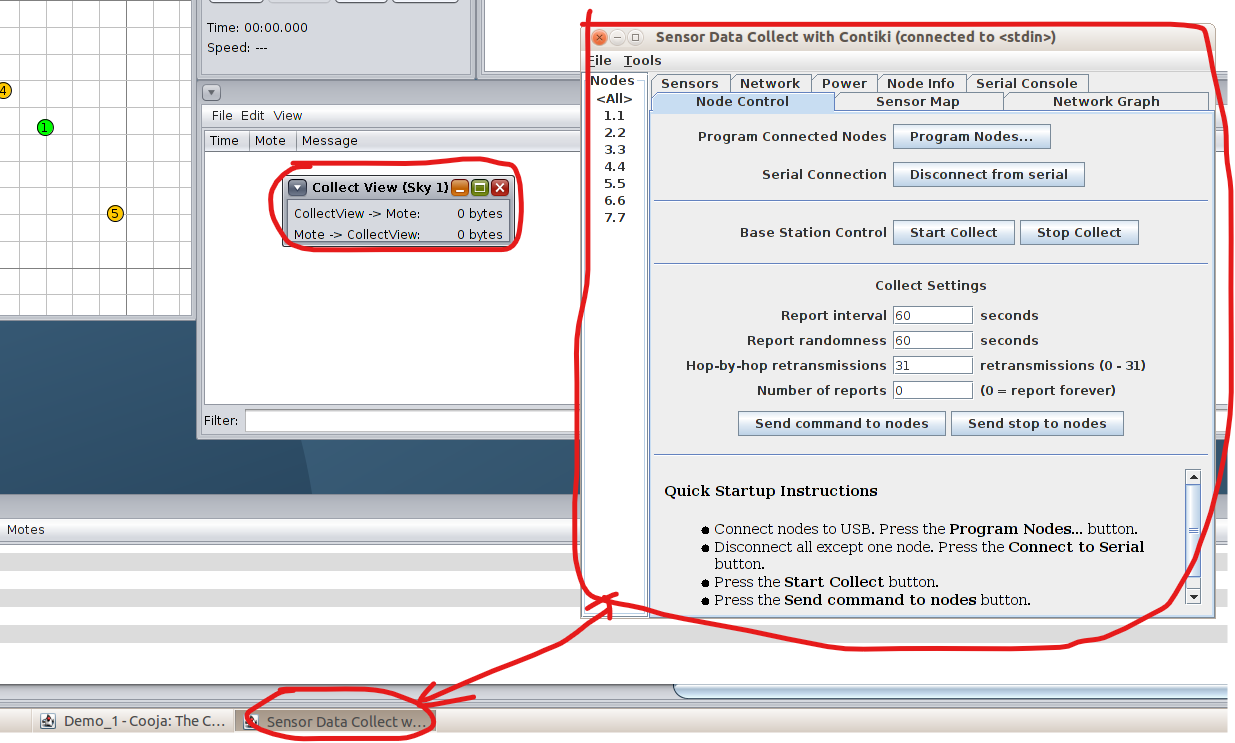 Time: 00:00.000
Speed: ---
4
1
5
File Edit View
Time Mote Message
Collect View (Sky 1)
CollectView -> Mote: 0 bytes
Mote -> CollectView: 0 bytes
Filter:
Motes
Sensor Data Collect with Contiki (connected to <stdin>)
File Tools
Nodes
<All>
1.1
2.2
3.3
4.4
5.5
6.6
7.7
Sensors Network Power Node Info Serial Console
Node Control Sensor Map Network Graph
Program Connected Nodes Program Nodes...
Serial Connection Disconnect from serial
Base Station Control Start Collect Stop Collect
Collect Settings
Report interval 60 seconds
Report randomness 60 seconds
Hop-by-hop retransmissions 31 retransmissions (0 - 31)
Number of reports 0 (0 = report forever)
Send command to nodes Send stop to nodes
Quick Startup Instructions
● Connect nodes to USB. Press the Program Nodes... button.
● Disconnect all except one node. Press the Connect to Serial
button.
● Press the Start Collect button.
● Press the Send command to nodes button.
Demo_1 - Cooja: The C... Sensor Data Collect w...